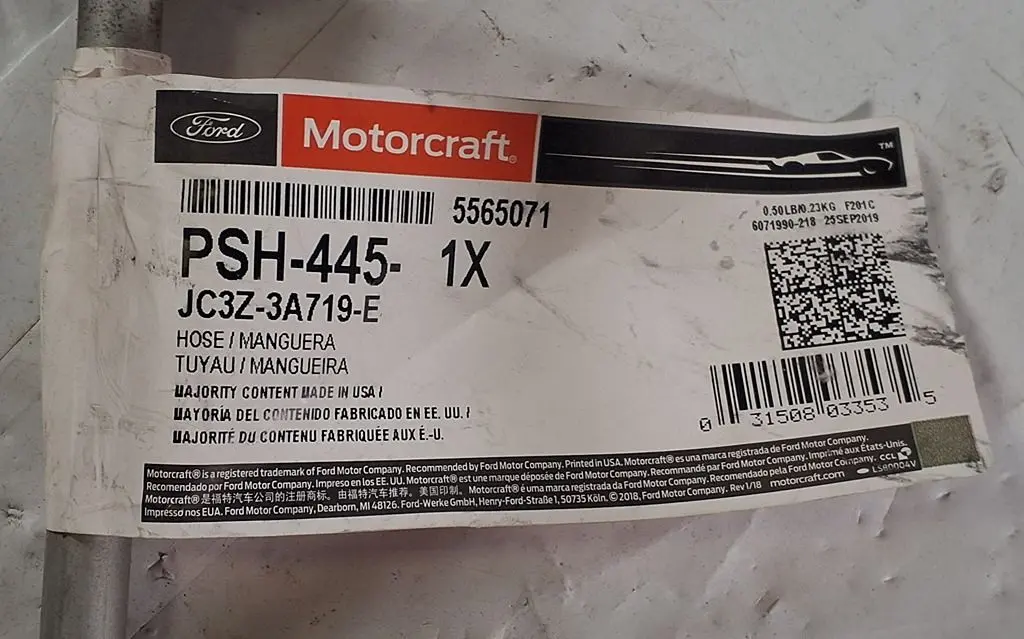 Ford
Motorcraft®
TM
5565071
0.50LB/0.23KG F201C
6071990-218 25SEP2019
PSH-445- 1X
JC3Z-3A719-E
HOSE / MANGUERA
TUYAU / MANGUEIRA
MAJORITY CONTENT MADE IN USA /
MAYORÍA DEL CONTENIDO FABRICADO EN EE. UU. /
MAJORITÉ DU CONTENU FABRIQUÉE AUX É.-U.
0 31508 03353 5
Motorcraft® is a registered trademark of Ford Motor Company. Recommended by Ford Motor Company. Printed in USA. Motorcraft® es una marca registrada de Ford Motor Company.
Recomendado por Ford Motor Company. Impreso en los EE. UU. Motorcraft® est une marque déposée de Ford Motor Company. Recommandé par Ford Motor Company. Imprimé aux États-Unis.
Motorcraft®是福特汽车公司的注册商标。由福特汽车推荐。美国印制。Motorcraft® é uma marca registrada da Ford Motor Company. Recomendado pela Ford Motor Company. CCL
Impresso nos EUA. Ford Motor Company, Dearborn, MI 48126. Ford-Werke GmbH, Henry-Ford-Straße 1, 50735 Köln. © 2018, Ford Motor Company. Rev 1/18 motorcraft.com LS80004V